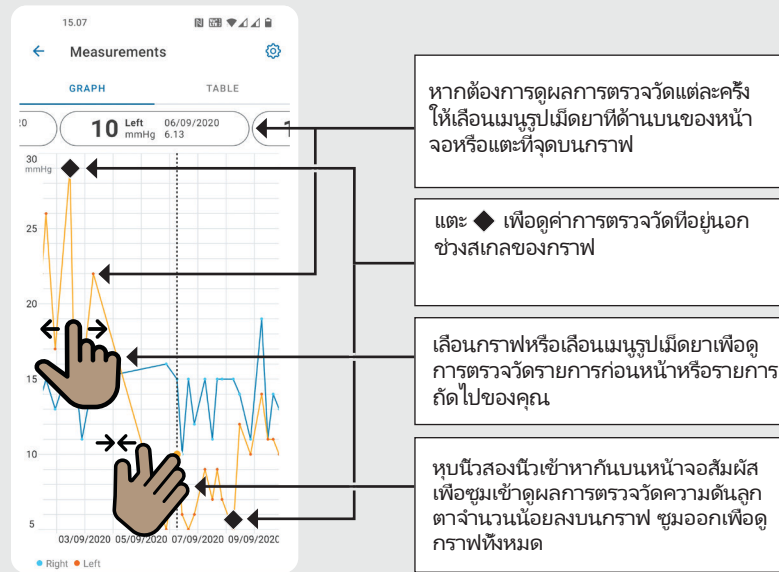 15.07
Measurements
GRAPH TABLE
10 Left mmHg 06/09/2020 6.13
30
mmHg
25
20
15
10
5
03/09/2020 05/09/2020 07/09/2020 09/09/202
Right Left
หากต้องการดูผลการตรวจวัดแต่ละครั้ง
ให้เลื่อนเมนูรูปเม็ดยาที่ด้านบนของหน้า
จอหรือแตะที่จุดบนกราฟ
แตะ ◆ เพื่อดูค่าการตรวจวัดที่อยู่นอก
ช่วงสเกลของกราฟ
เลื่อนกราฟหรือเลื่อนเมนูรูปเม็ดยาเพื่อดู
การตรวจวัดรายการก่อนหน้าหรือรายการ
ถัดไปของคุณ
หุบนิ้วสองนิ้วเข้าหากันบนหน้าจอสัมผัส
เพื่อซูมเข้าดูผลการตรวจวัดความดันลูก
ตาจำนวนน้อยลงบนกราฟ ซูมออกเพื่อดู
กราฟทั้งหมด